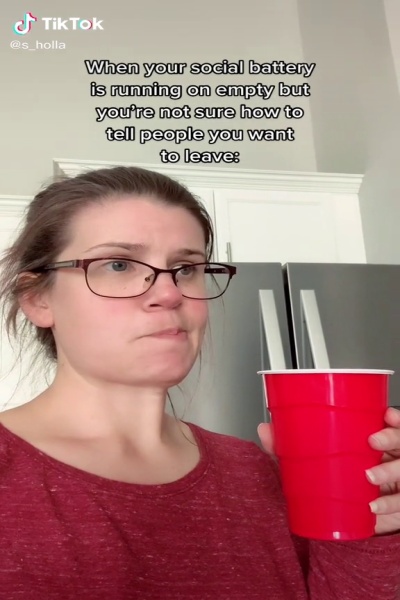 TikTok
@s_holla
When your social battery
is running on empty but
you're not sure how to
tell people you want
to leave: